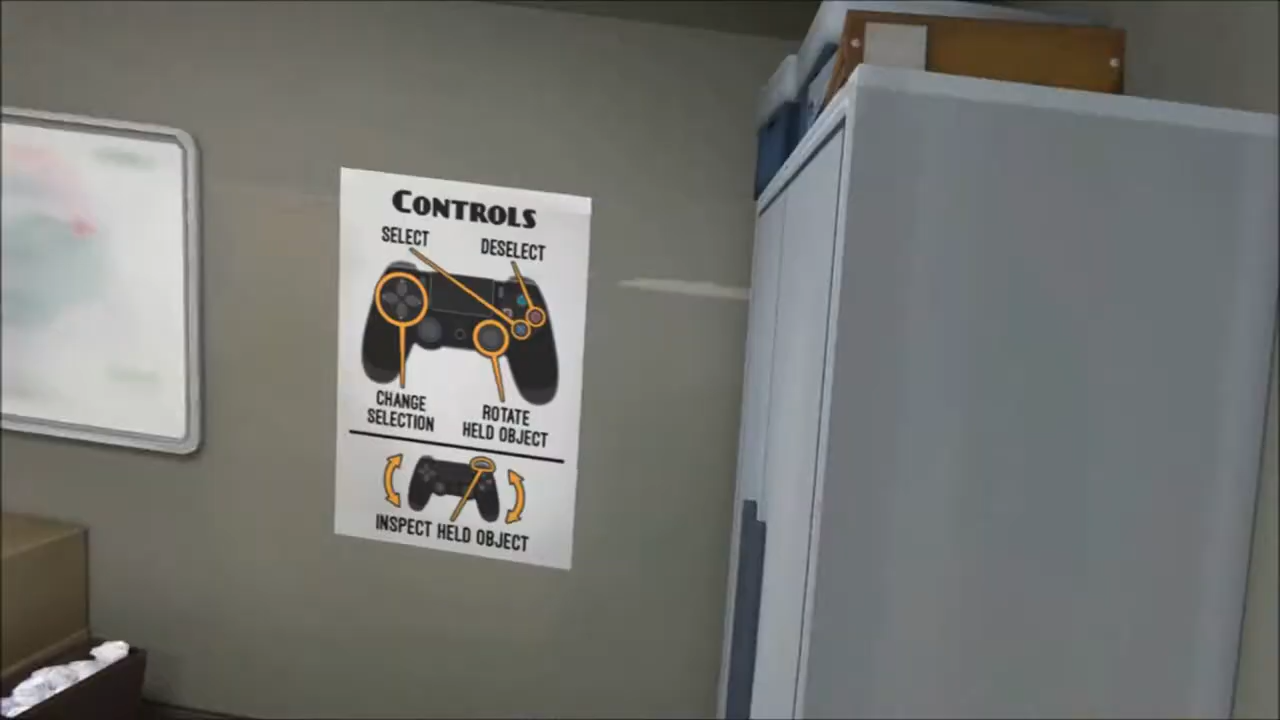 CONTROLS
SELECT
DESELECT
CHANGE
SELECTION
ROTATE
HELD OBJECT
INSPECT HELD OBJECT